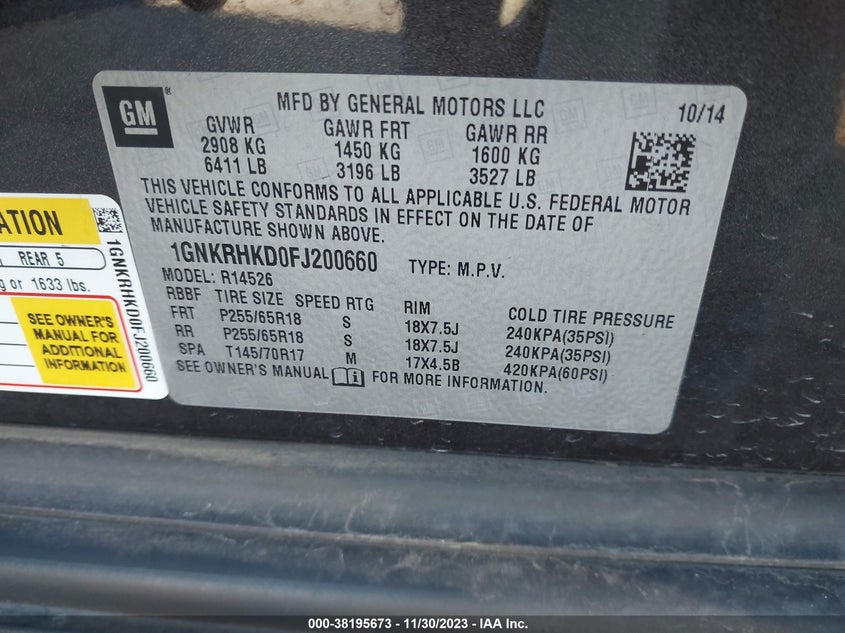 GM
MFD BY GENERAL MOTORS LLC
10/14
GVWR GAWR FRT GAWR RR
2908 KG 1450 KG 1600 KG
6411 LB 3196 LB 3527 LB
THIS VEHICLE CONFORMS TO ALL APPLICABLE U.S. FEDERAL MOTOR
VEHICLE SAFETY STANDARDS IN EFFECT ON THE DATE OF
MANUFACTURE SHOWN ABOVE.
1GNKRHKD0FJ200660 TYPE: M.P.V.
MODEL: R14526
RBBF TIRE SIZE SPEED RTG RIM COLD TIRE PRESSURE
FRT P255/65R18 S 18X7.5J 240KPA(35PSI)
RR P255/65R18 S 18X7.5J 240KPA(35PSI)
SPA T145/70R17 M 17X4.5B 420KPA(60PSI)
SEE OWNER'S MANUAL FOR MORE INFORMATION.
ATION
REAR 5
or 1633 lbs.
SEE OWNER'S
MANUAL FOR
ADDITIONAL
INFORMATION
1GNKRHKD0FJ200660
000-38195673 - 11/30/2023 - IAA Inc.